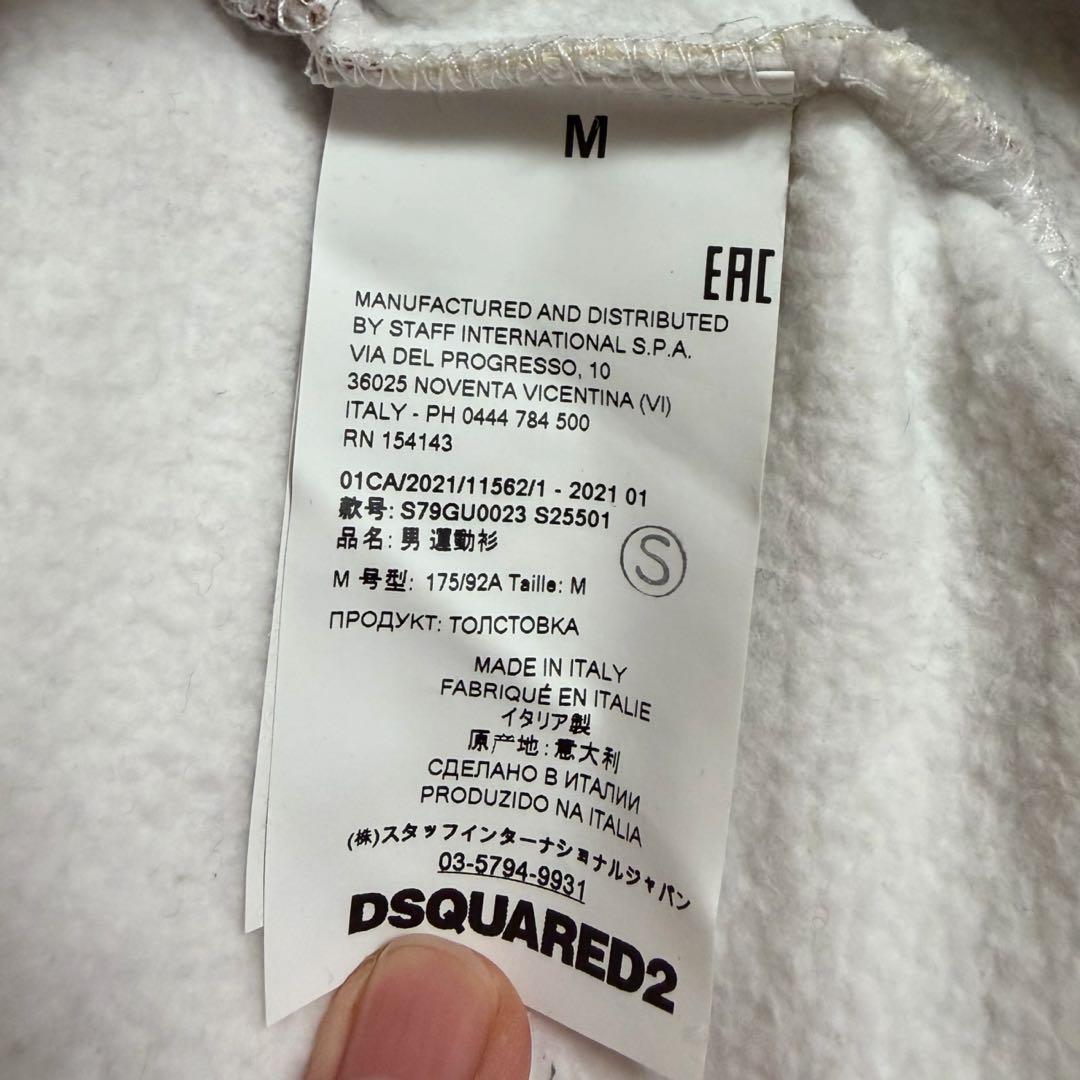 M
EAC
MANUFACTURED AND DISTRIBUTED
BY STAFF INTERNATIONAL S.P.A.
VIA DEL PROGRESSO, 10
36025 NOVENTA VICENTINA (VI)
ITALY - PH 0444 784 500
RN 154143
01CA/2021/11562/1 - 2021 01
款号: S79GU0023 S25501
品名: 男 運動衫
S
M 号型: 175/92A Taille: M
ПРОДУКТ: ТОЛСТОВКА
MADE IN ITALY
FABRIQUÉ EN ITALIE
イタリア製
原产地: 意大利
СДЕЛАНО В ИТАЛИИ
PRODUZIDO NA ITALIA
(株)スタッフインターナショナルジャパン
03-5794-9931
DSQUARED2